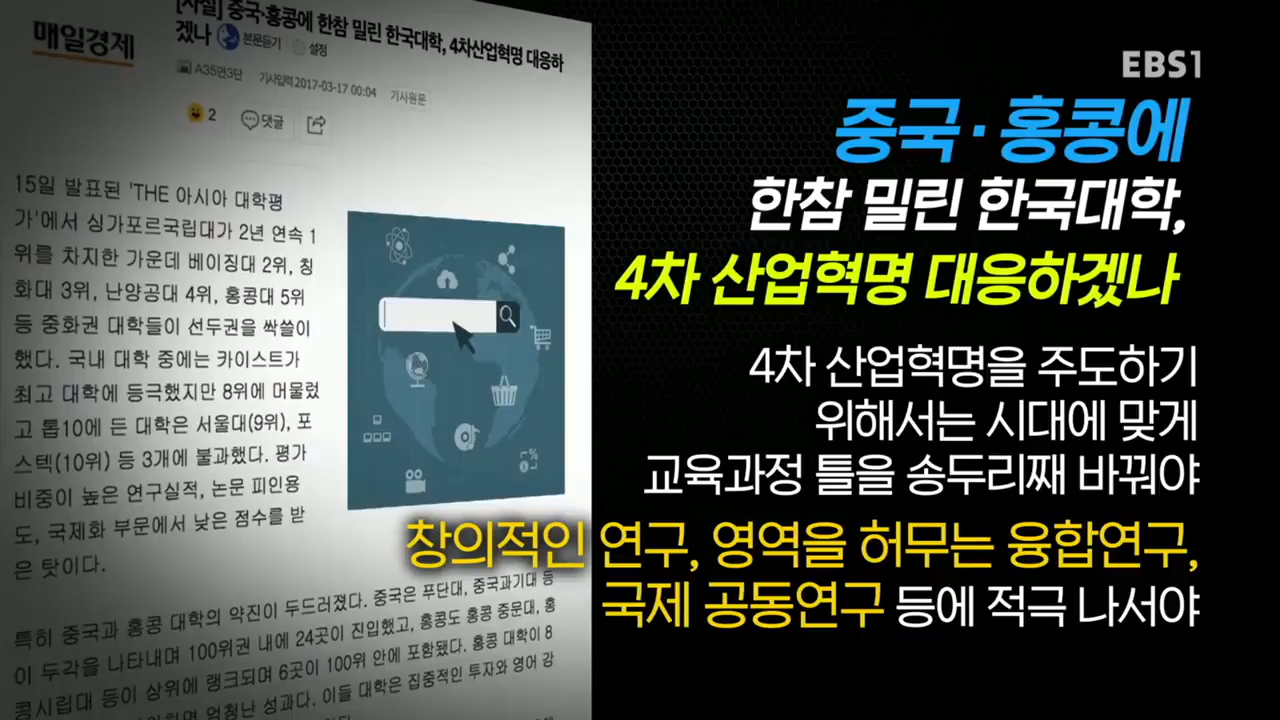 매일경제
[사설] 중국·홍콩에 한참 밀린 한국대학, 4차산업혁명 대응하
겠나 본문듣기 설정
A35면3단 기사입력 2017-03-17 00:04 기사원문
2 댓글
15일 발표된 'THE 아시아 대학평
가'에서 싱가포르국립대가 2년 연속 1
위를 차지한 가운데 베이징대 2위, 칭
화대 3위, 난양공대 4위, 홍콩대 5위
등 중화권 대학들이 선두권을 싹쓸이
했다. 국내 대학 중에는 카이스트가
최고 대학에 등극했지만 8위에 머물렀
고 톱10에 든 대학은 서울대(9위), 포
스텍(10위) 등 3개에 불과했다. 평가
비중이 높은 연구실적, 논문 피인용
도, 국제화 부문에서 낮은 점수를 받
은 탓이다.
특히 중국과 홍콩 대학의 약진이 두드러졌다. 중국은 푸단대, 중국과기대 등
이 두각을 나타내며 100위권 내에 24곳이 진입했고, 홍콩도 홍콩 중문대, 홍
콩시립대 등이 상위에 랭크되며 6곳이 100위 안에 포함됐다. 홍콩 대학이 8
엄청난 성과다. 이들 대학은 집중적인 투자와 영어 강
EBS1
중국·홍콩에
한참 밀린 한국대학,
4차 산업혁명 대응하겠나
4차 산업혁명을 주도하기
위해서는 시대에 맞게
교육과정 틀을 송두리째 바꿔야
창의적인 연구, 영역을 허무는 융합연구,
국제 공동연구 등에 적극 나서야